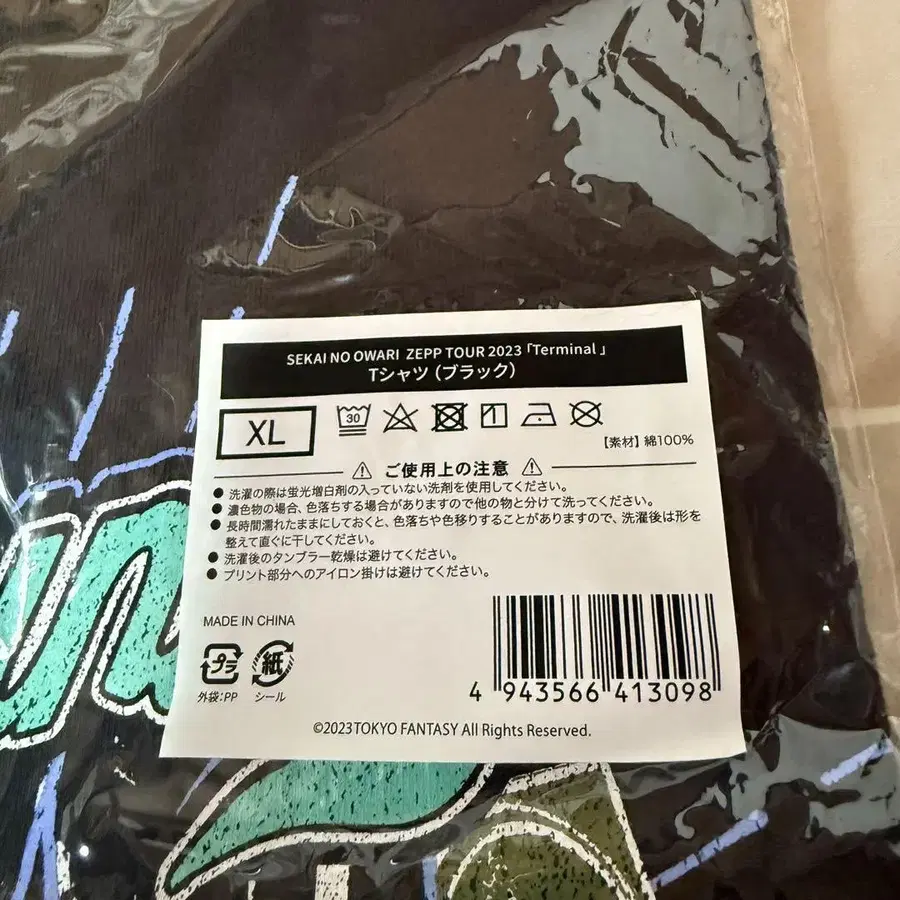 SEKAI NO OWARI ZEPP TOUR 2023「Terminal」
Tシャツ（ブラック）
XL
30
【素材】綿100%
ご使用上の注意
● 洗濯の際は蛍光増白剤の入っていない洗剤を使用してください。
● 濃色物の場合、色落ちする場合がありますので他の物と分けて洗ってください。
● 長時間濡れたままにしておくと、色落ちや色移りすることがありますので、洗濯後は形を
整えて直ぐに干してください。
● 洗濯後のタンブラー乾燥は避けてください。
● プリント部分へのアイロン掛けは避けてください。
MADE IN CHINA
プラ
紙
外袋:PP
シール
4 943566 413098
©2023TOKYO FANTASY All Rights Reserved.